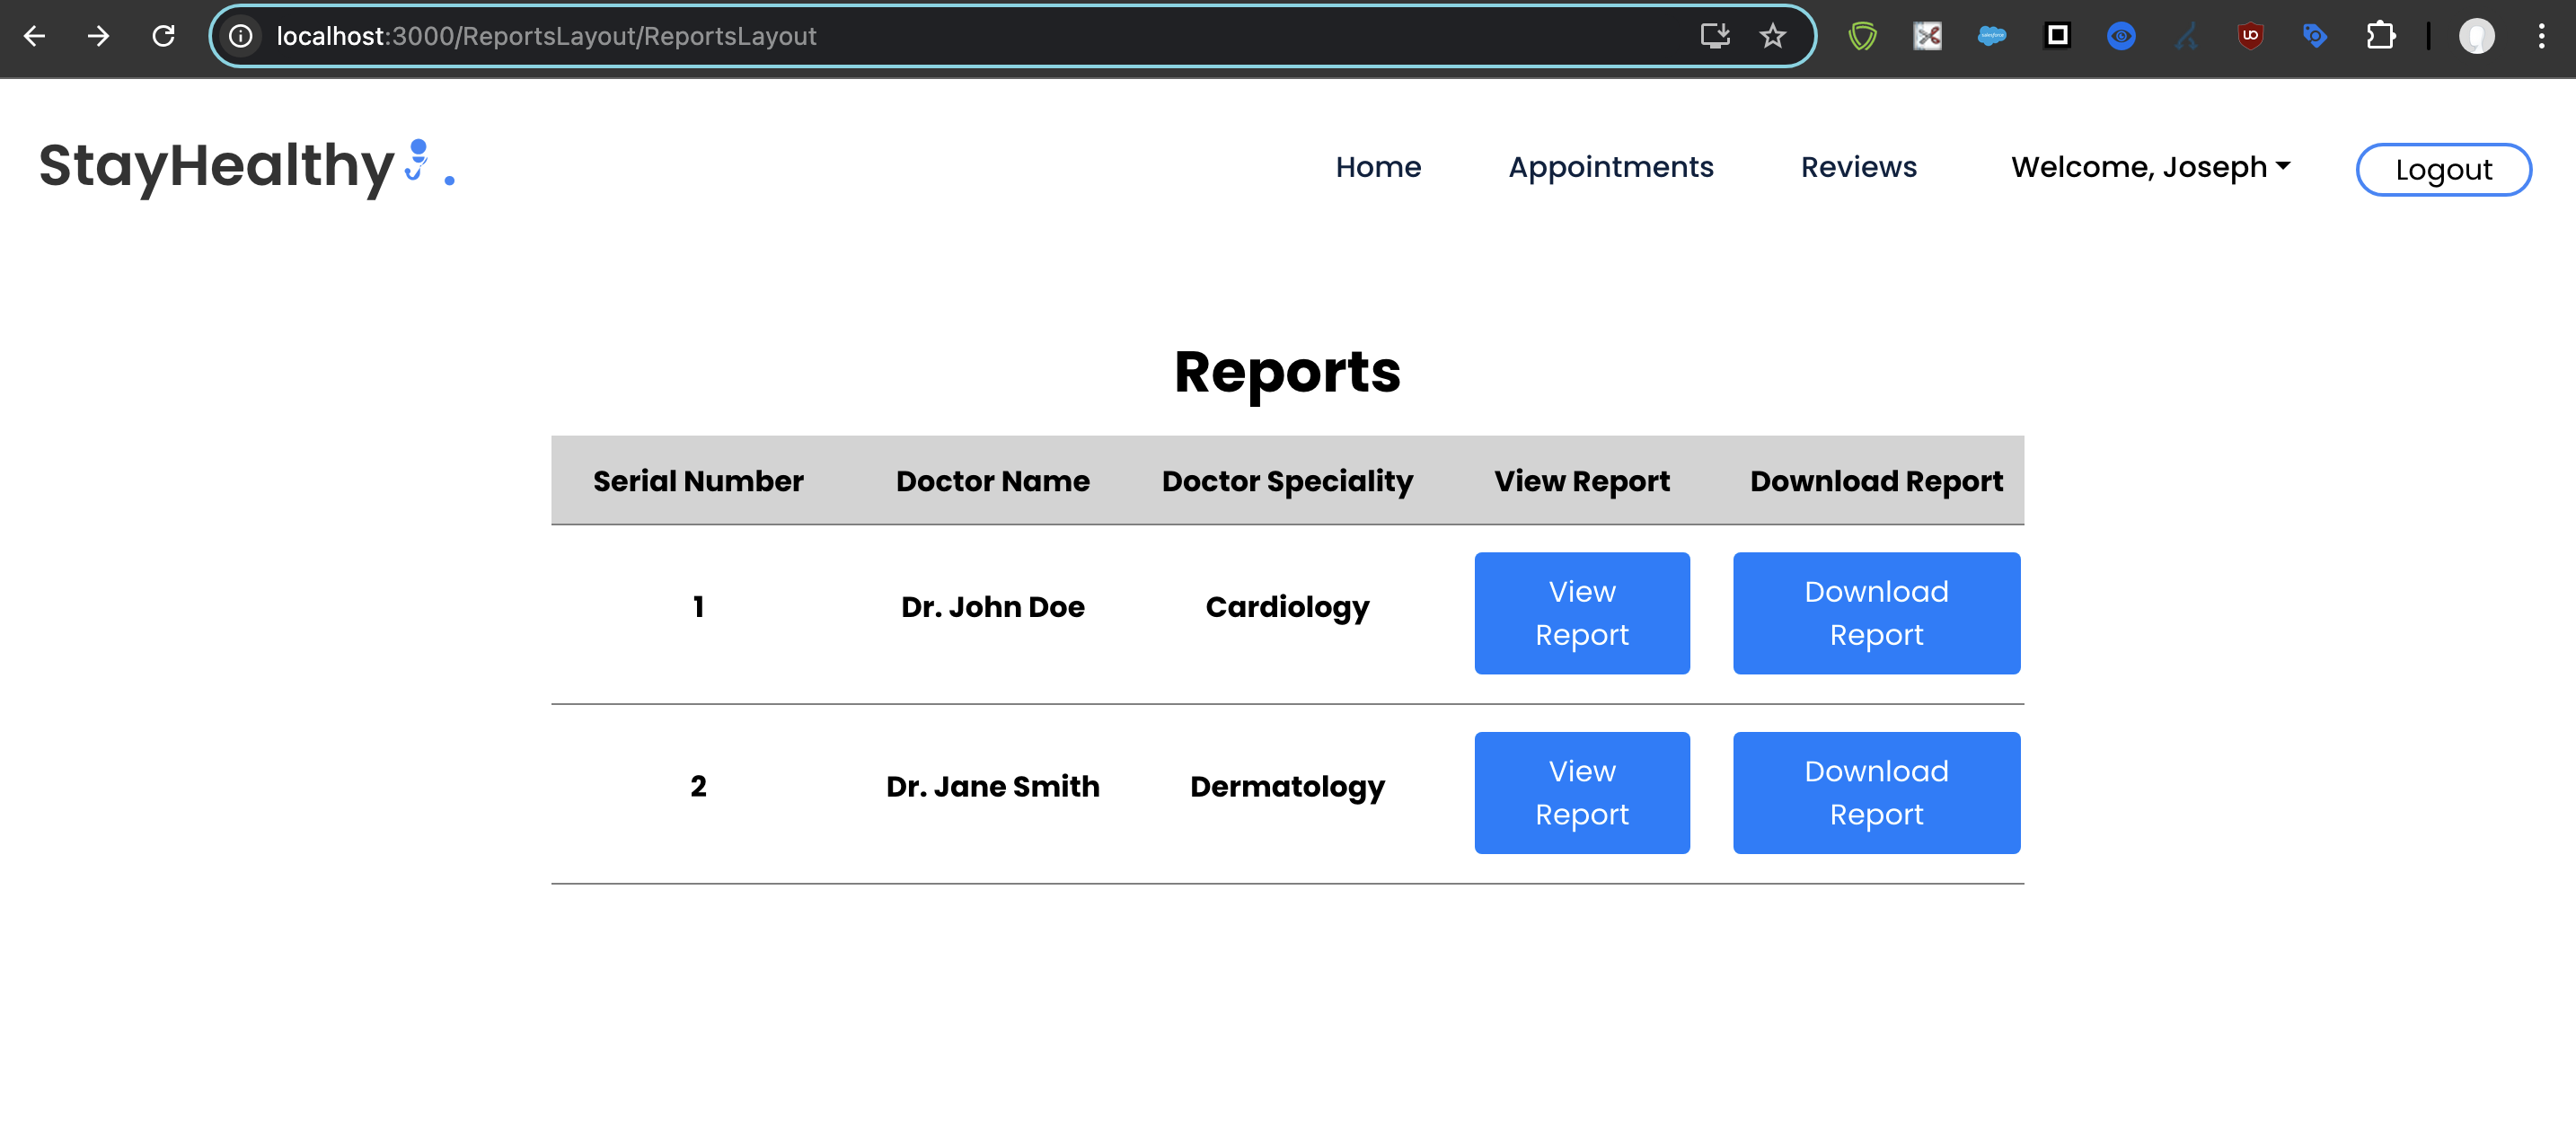 localhost:3000/ReportsLayout/ReportsLayout
StayHealthy .
Home Appointments Reviews Welcome, Joseph Logout
Reports
Serial Number Doctor Name Doctor Speciality View Report Download Report
1 Dr. John Doe Cardiology View Report Download Report
2 Dr. Jane Smith Dermatology View Report Download Report